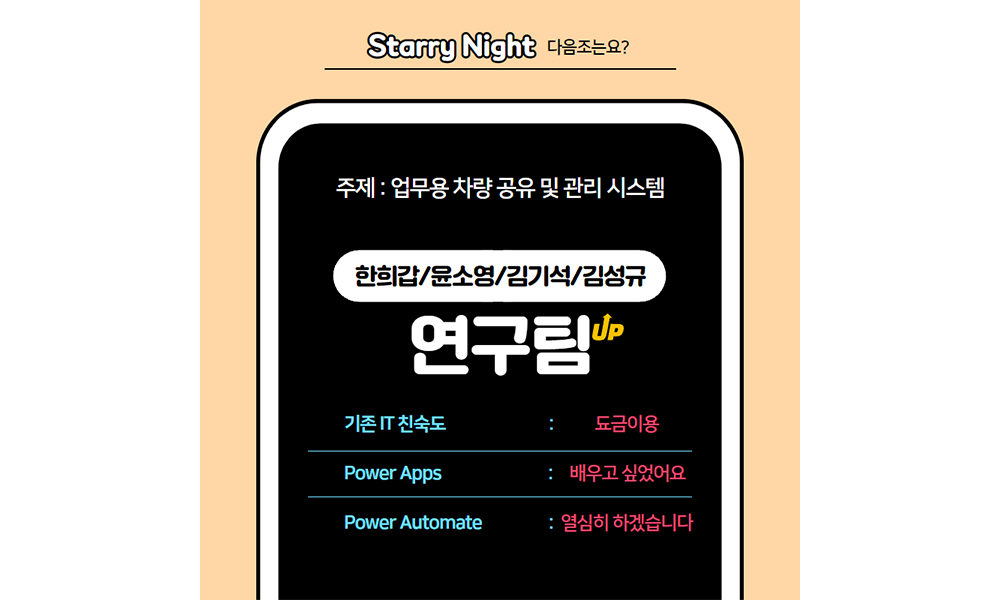 Starry Night 다음조는요?
주제 : 업무용 차량 공유 및 관리 시스템
한희갑/윤소영/김기석/김성규
연구팀 UP
기존 IT 친숙도 : 됴금이용
Power Apps : 배우고 싶었어요
Power Automate : 열심히 하겠습니다